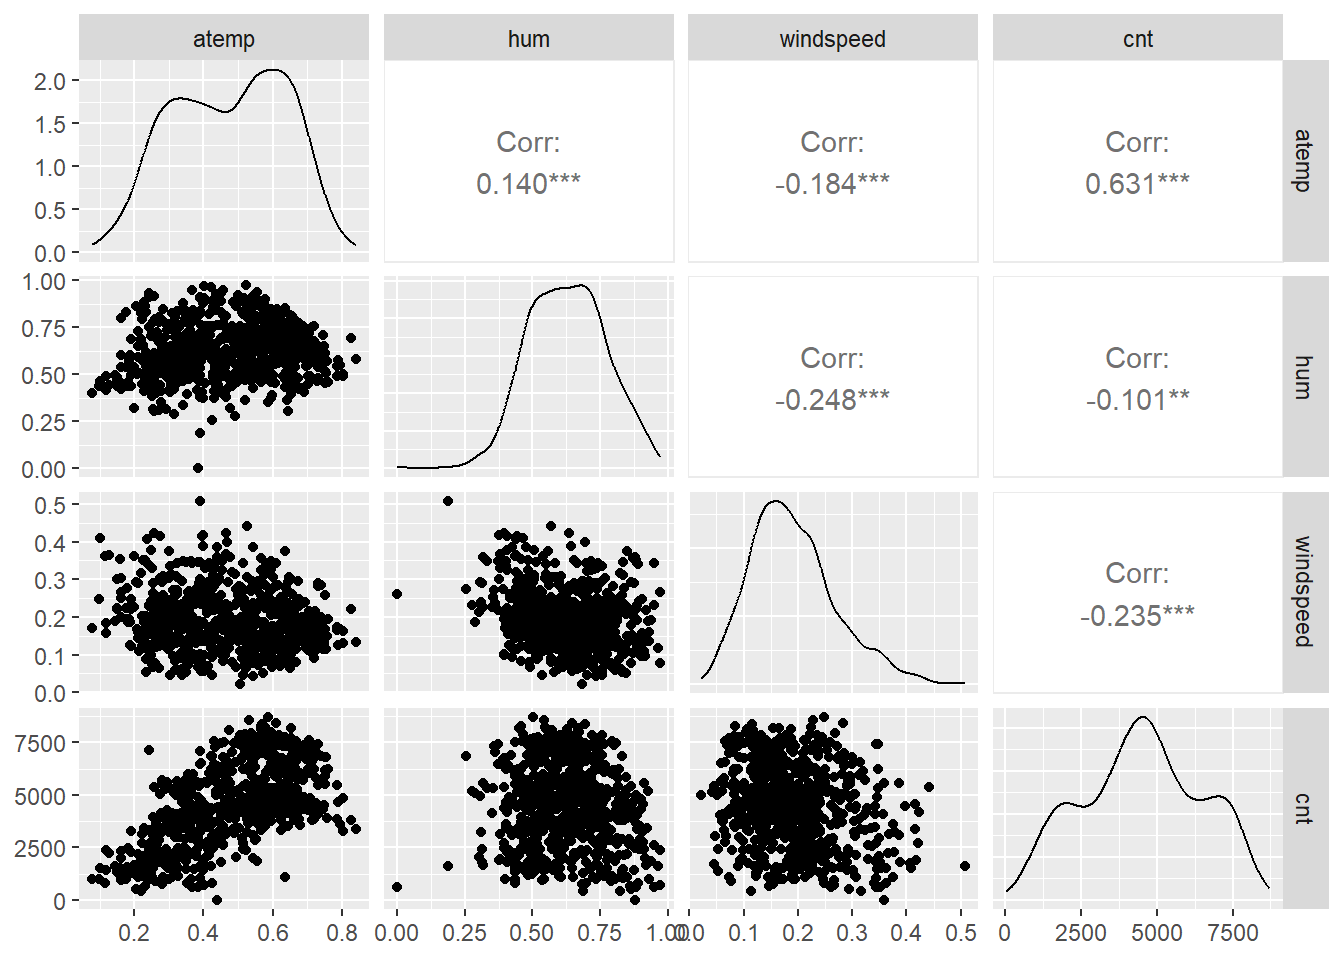 atemp hum windspeed cnt
2.0
1.5
1.0
0.5
0.0
Corr:
0.140***
Corr:
-0.184***
Corr:
0.631***
atemp
1.00
0.75
0.50
0.25
0.00
Corr:
-0.248***
Corr:
-0.101**
hum
0.5
0.4
0.3
0.2
0.1
0.0
Corr:
-0.235***
windspeed
7500
5000
2500
0
cnt
0.2 0.4 0.6 0.8 0.00 0.25 0.50 0.75 1.00 0.0 0.1 0.2 0.3 0.4 0.5 0 2500 5000 7500